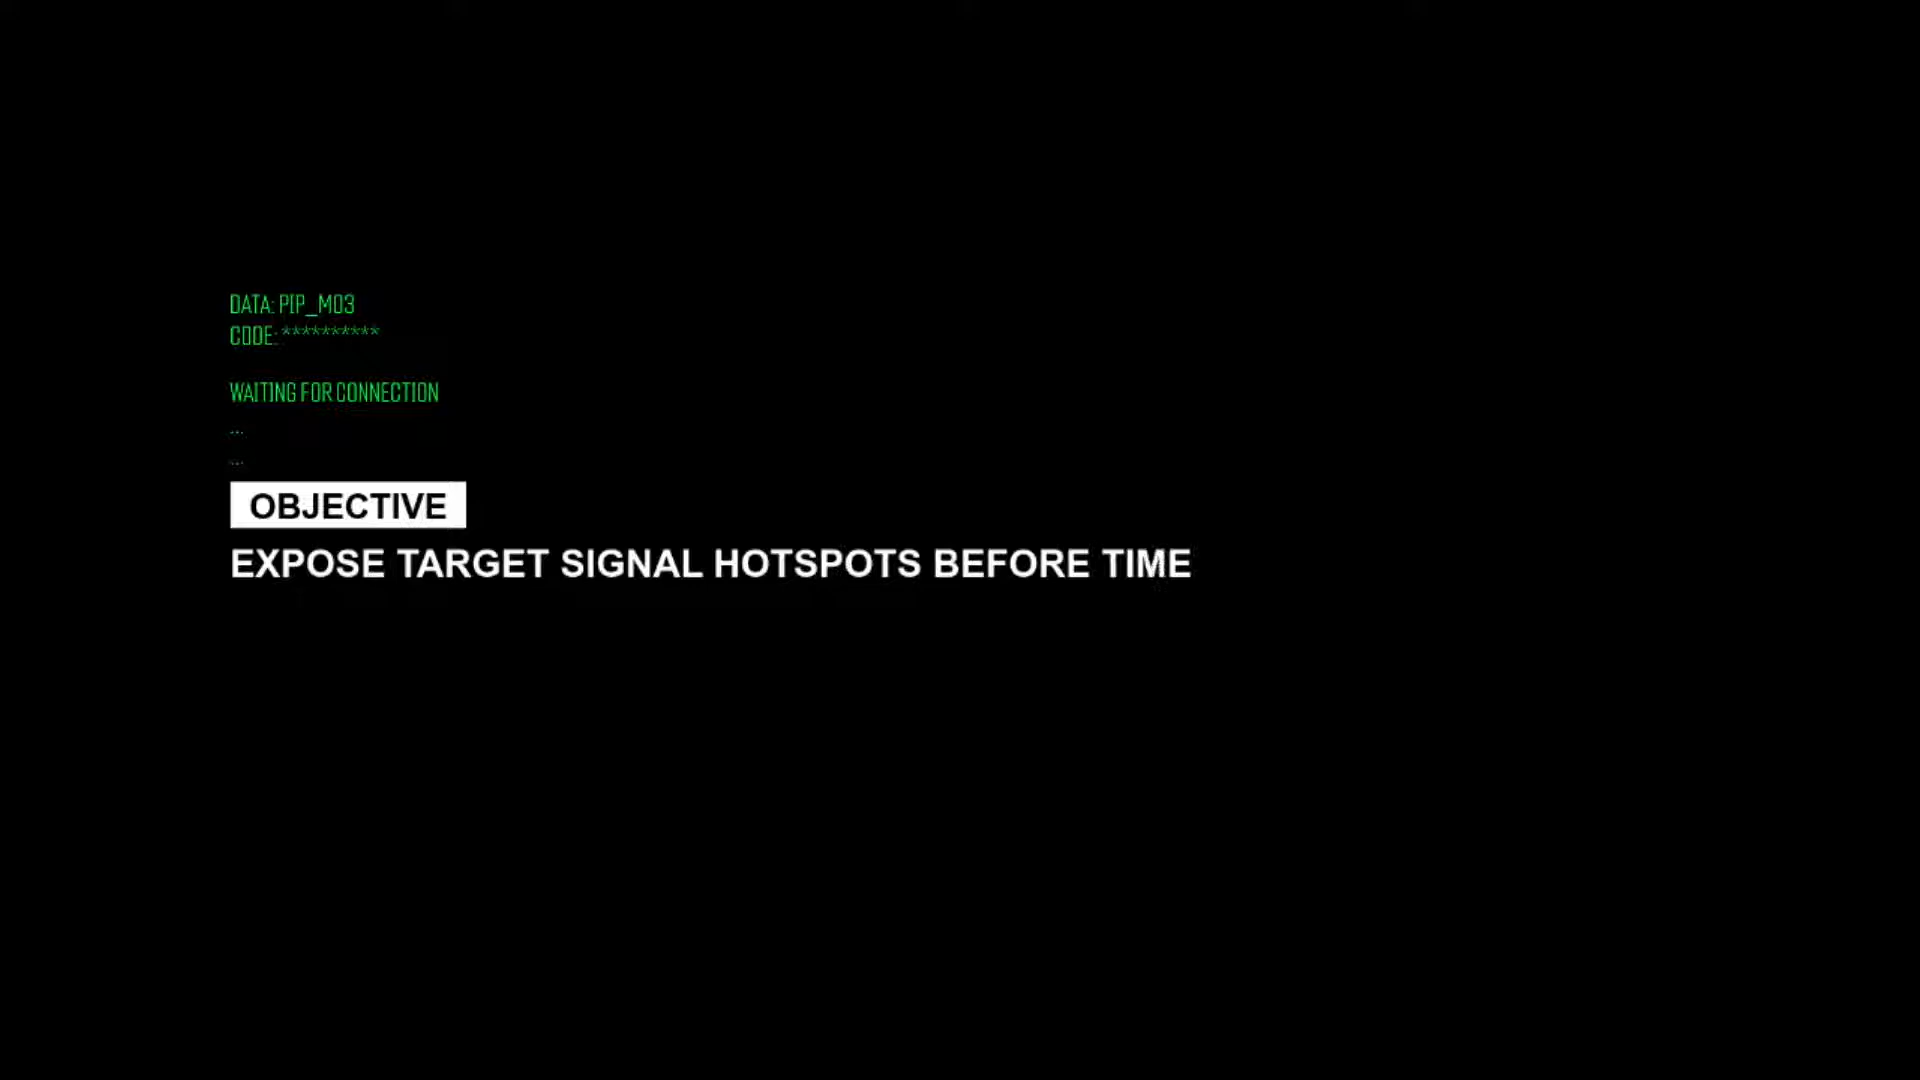 DATA: PIP_M03
CODE: **********
WAITING FOR CONNECTION
...
...
OBJECTIVE
EXPOSE TARGET SIGNAL HOTSPOTS BEFORE TIME